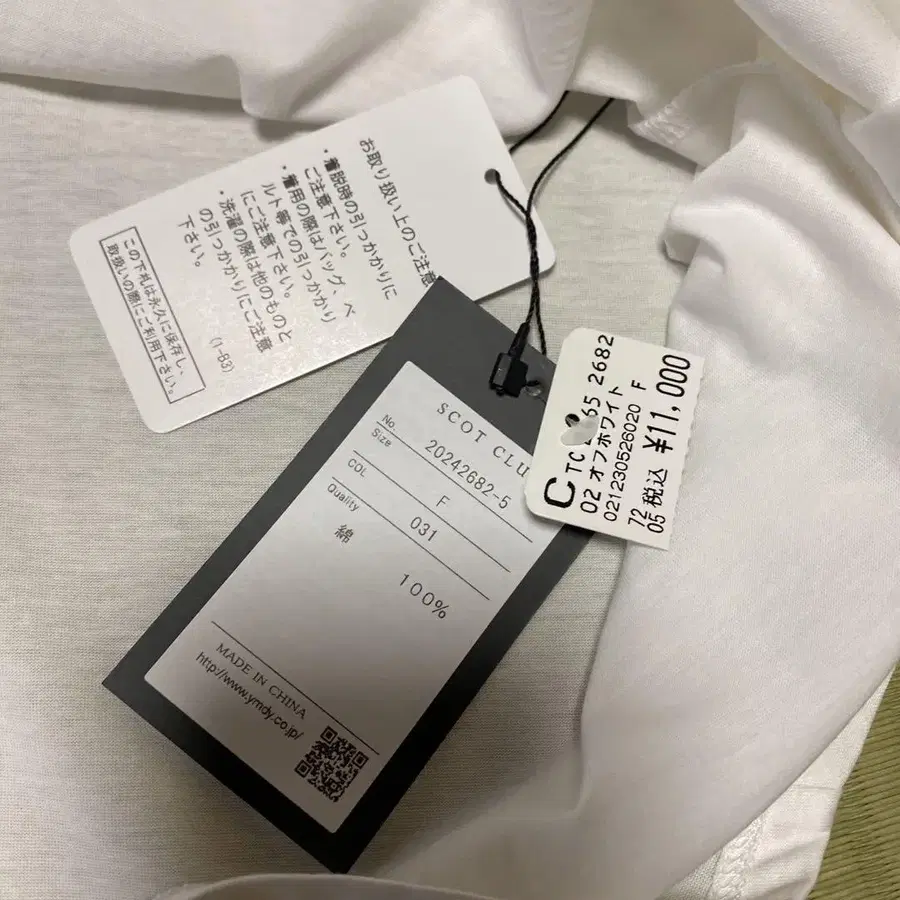 お取り扱い上のご注意
・着脱時の引っかかりに
ご注意下さい。
・着用の際はバッグ、ベ
ルト等での引っかかり
にご注意下さい。
・洗濯の際は他のものと
の引っかかりにご注意
下さい。
(1-B3)
この下札は永久に保存し、
取扱いの際にご利用下さい。
SCOT CLU
No. 20242682-5
Size F
COL 031
Quality
綿 100%
MADE IN CHINA
http://www.ymdy.co.jp/
C TC 65 2682
02 オフホワイト
021230526020 F
72
05 税込 ¥11,000